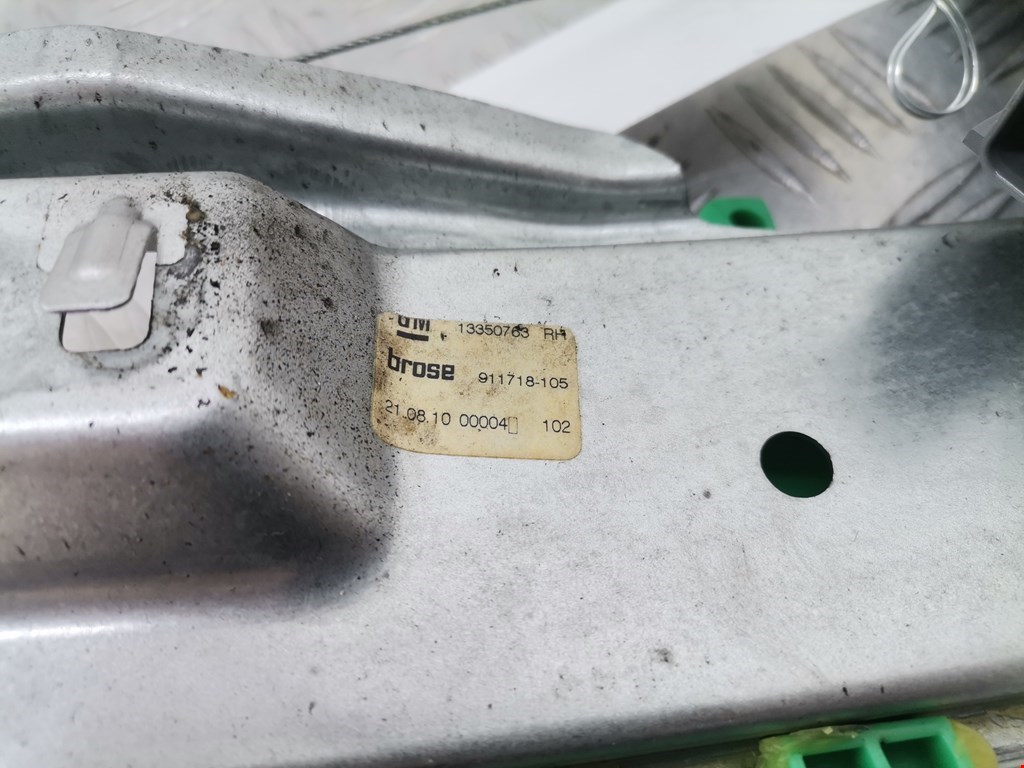 GM 13350763 RH
brose 911718-105
21.08.10 00004▯ 102